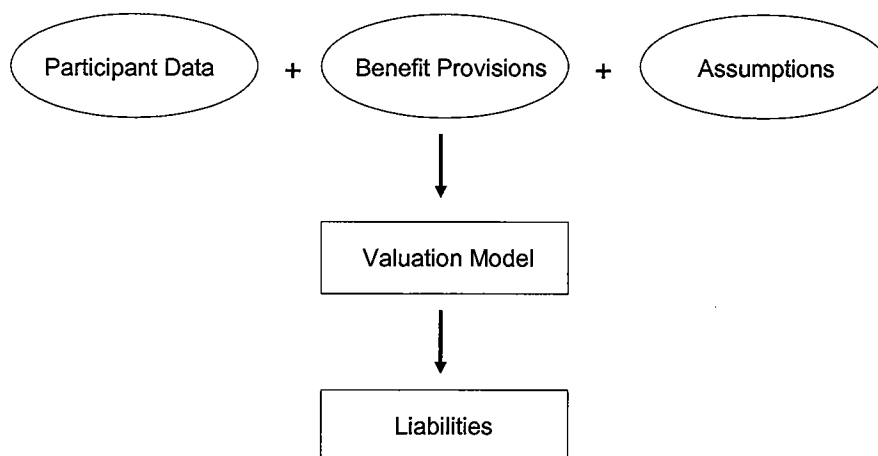 Participant Data + Benefit Provisions + Assumptions
Valuation Model
Liabilities